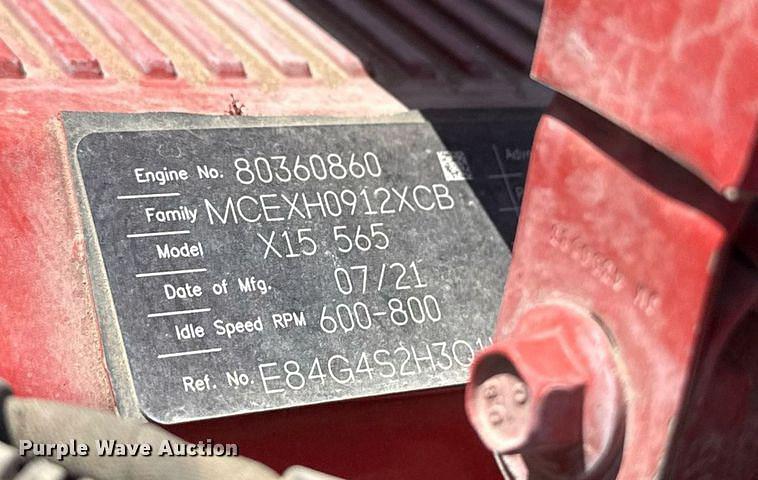 Engine No. 80360860
Family MCEXH0912XCB
Model X15 565
Date of Mfg. 07/21
Idle Speed RPM 600-800
Ref. No. E84G4S2H3Q1
Purple Wave Auction